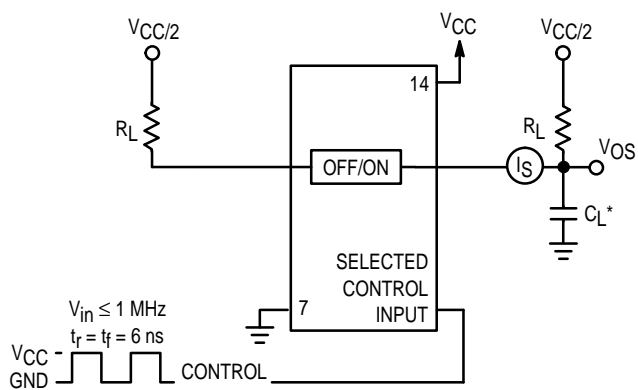 VCC/2
VCC
VCC/2
14
RL
RL
VOS
OFF/ON
IS
CL*
SELECTED
CONTROL
INPUT
7
Vin ≤ 1 MHz
tr = tf = 6 ns
VCC
GND
CONTROL